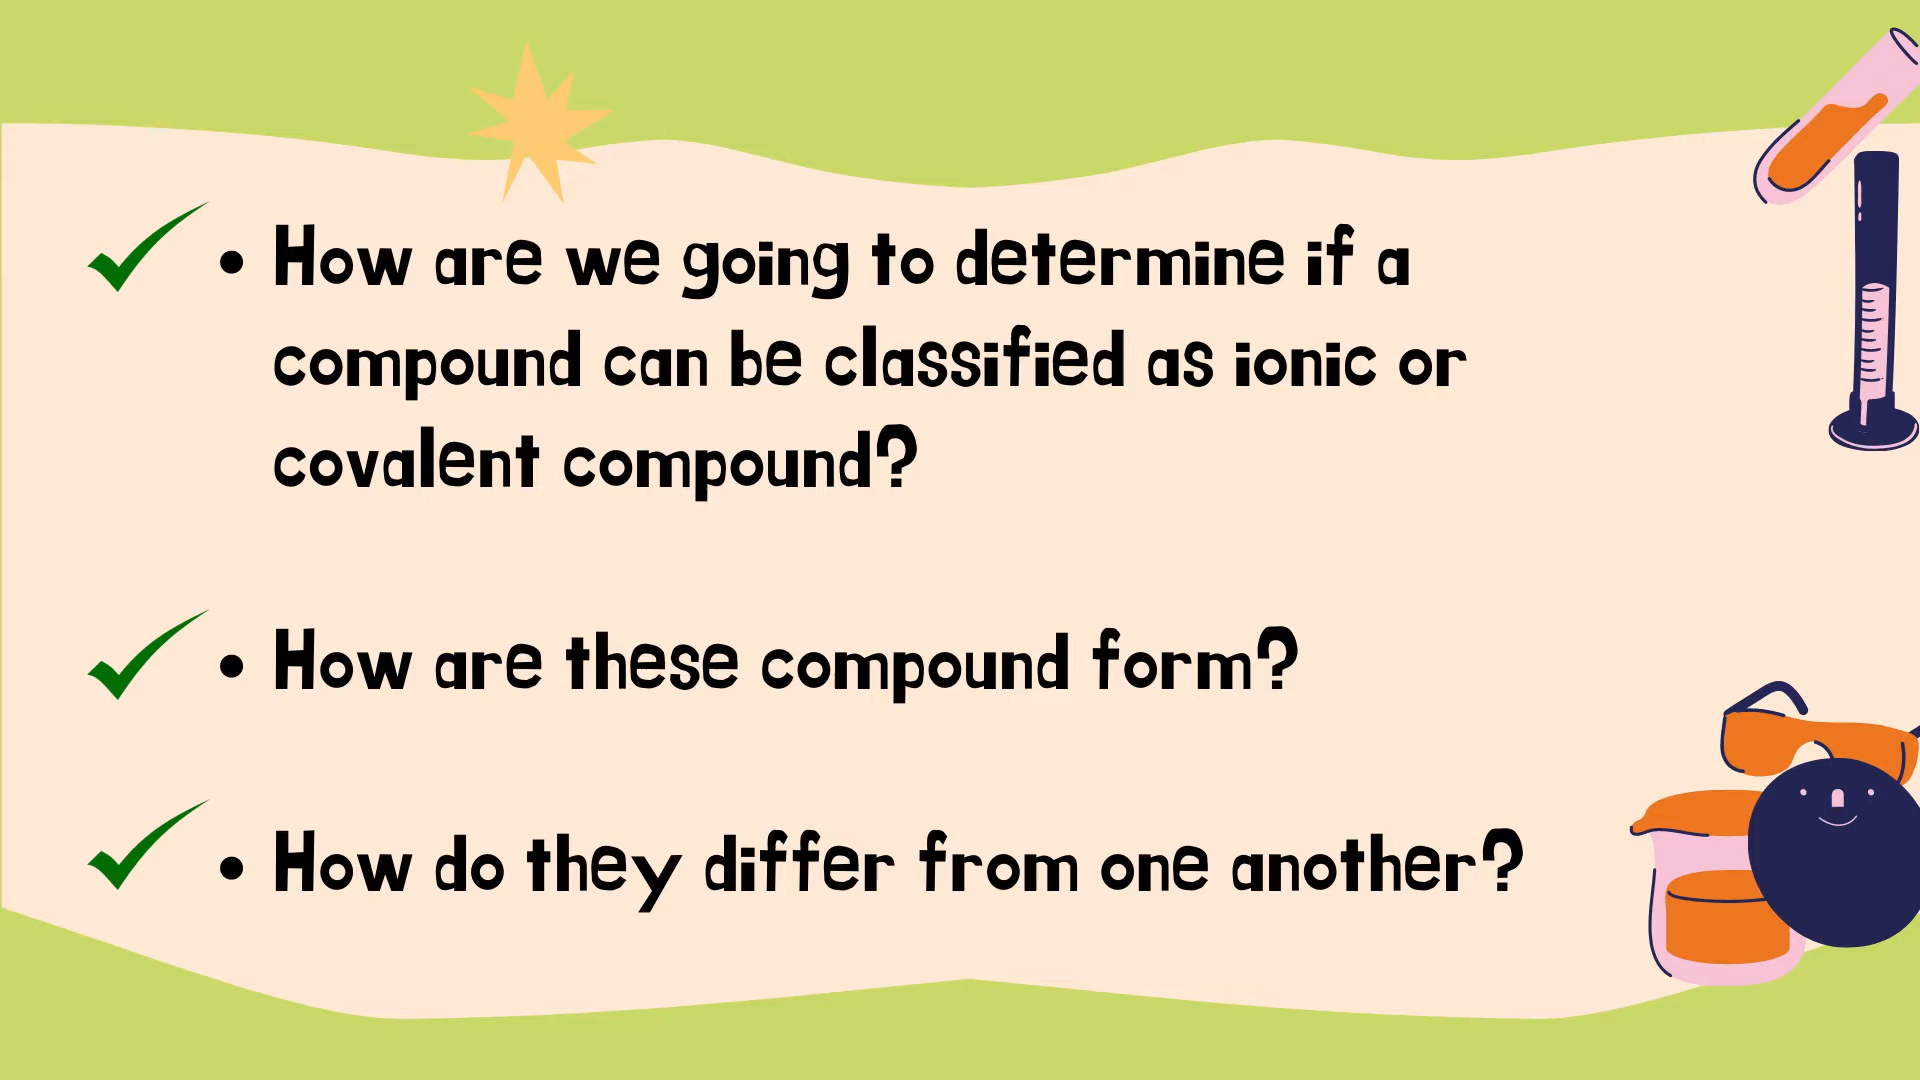 • How are we going to determine if a
compound can be classified as ionic or
covalent compound?
• How are these compound form?
• How do they differ from one another?